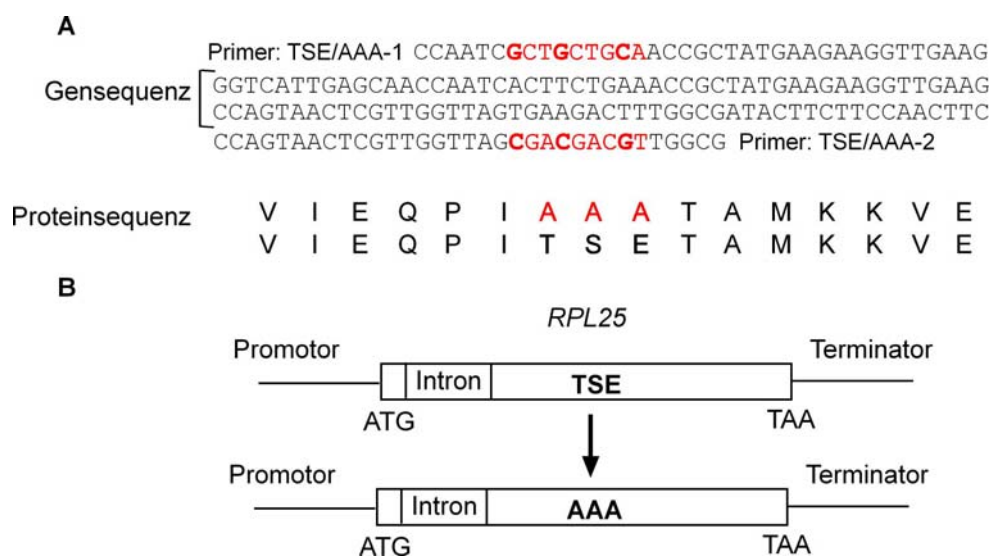 A
Primer: TSE/AAA-1 CCAATCGCTGCTGCAACCGCTATGAAGAAGGTTGAAG
Gensequenz
GGTCATTGAGCAACCAATCACTTCTGAAACCGCTATGAAGAAGGTTGAAG
CCAGTAACTCGTTGGTTAGTGAAGACTTTGGCGATACTTCTTCCAACTTC
CCAGTAACTCGTTGGTTAGCGACGACGTTGGCG Primer: TSE/AAA-2
Proteinsequenz V I E Q P I A A A T A M K K V E
V I E Q P I T S E T A M K K V E
B
RPL25
Promotor Terminator
Intron TSE
ATG TAA
Promotor Terminator
Intron AAA
ATG TAA